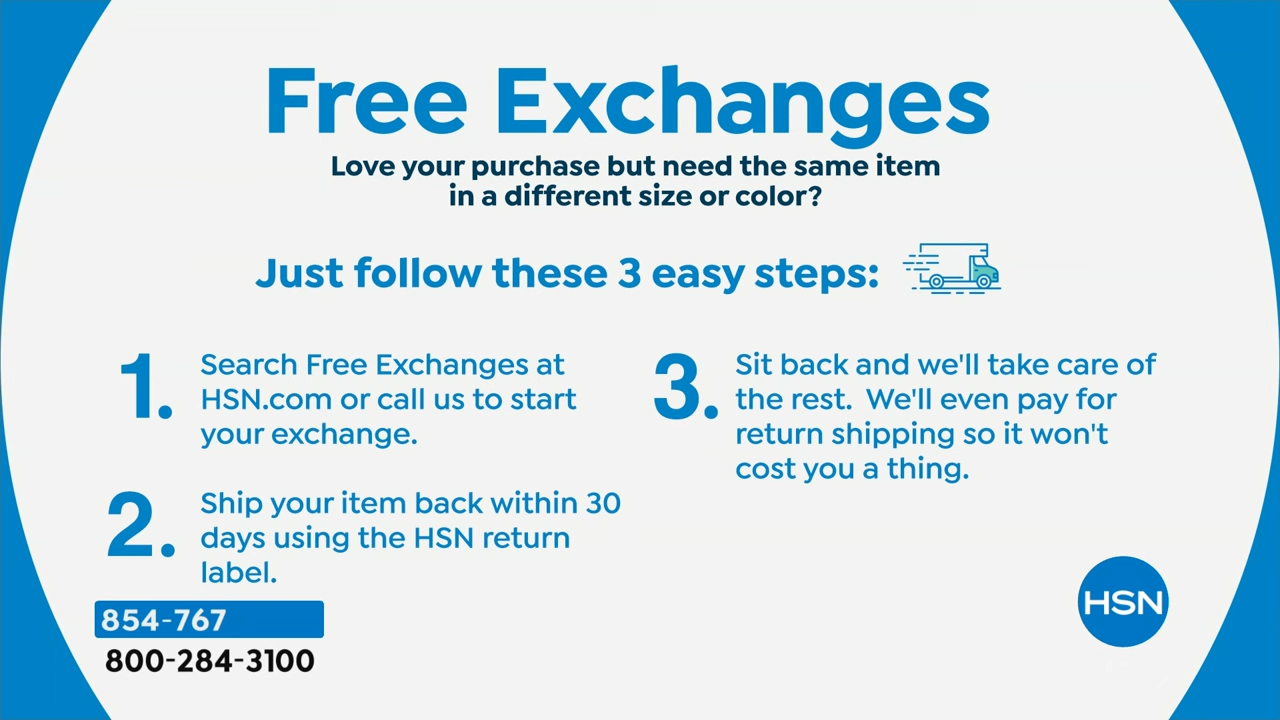 Free Exchanges
Love your purchase but need the same item
in a different size or color?
Just follow these 3 easy steps:
1. Search Free Exchanges at
HSN.com or call us to start
your exchange.
2. Ship your item back within 30
days using the HSN return
label.
3. Sit back and we'll take care of
the rest.  We'll even pay for
return shipping so it won't
cost you a thing.
854-767
800-284-3100
HSN